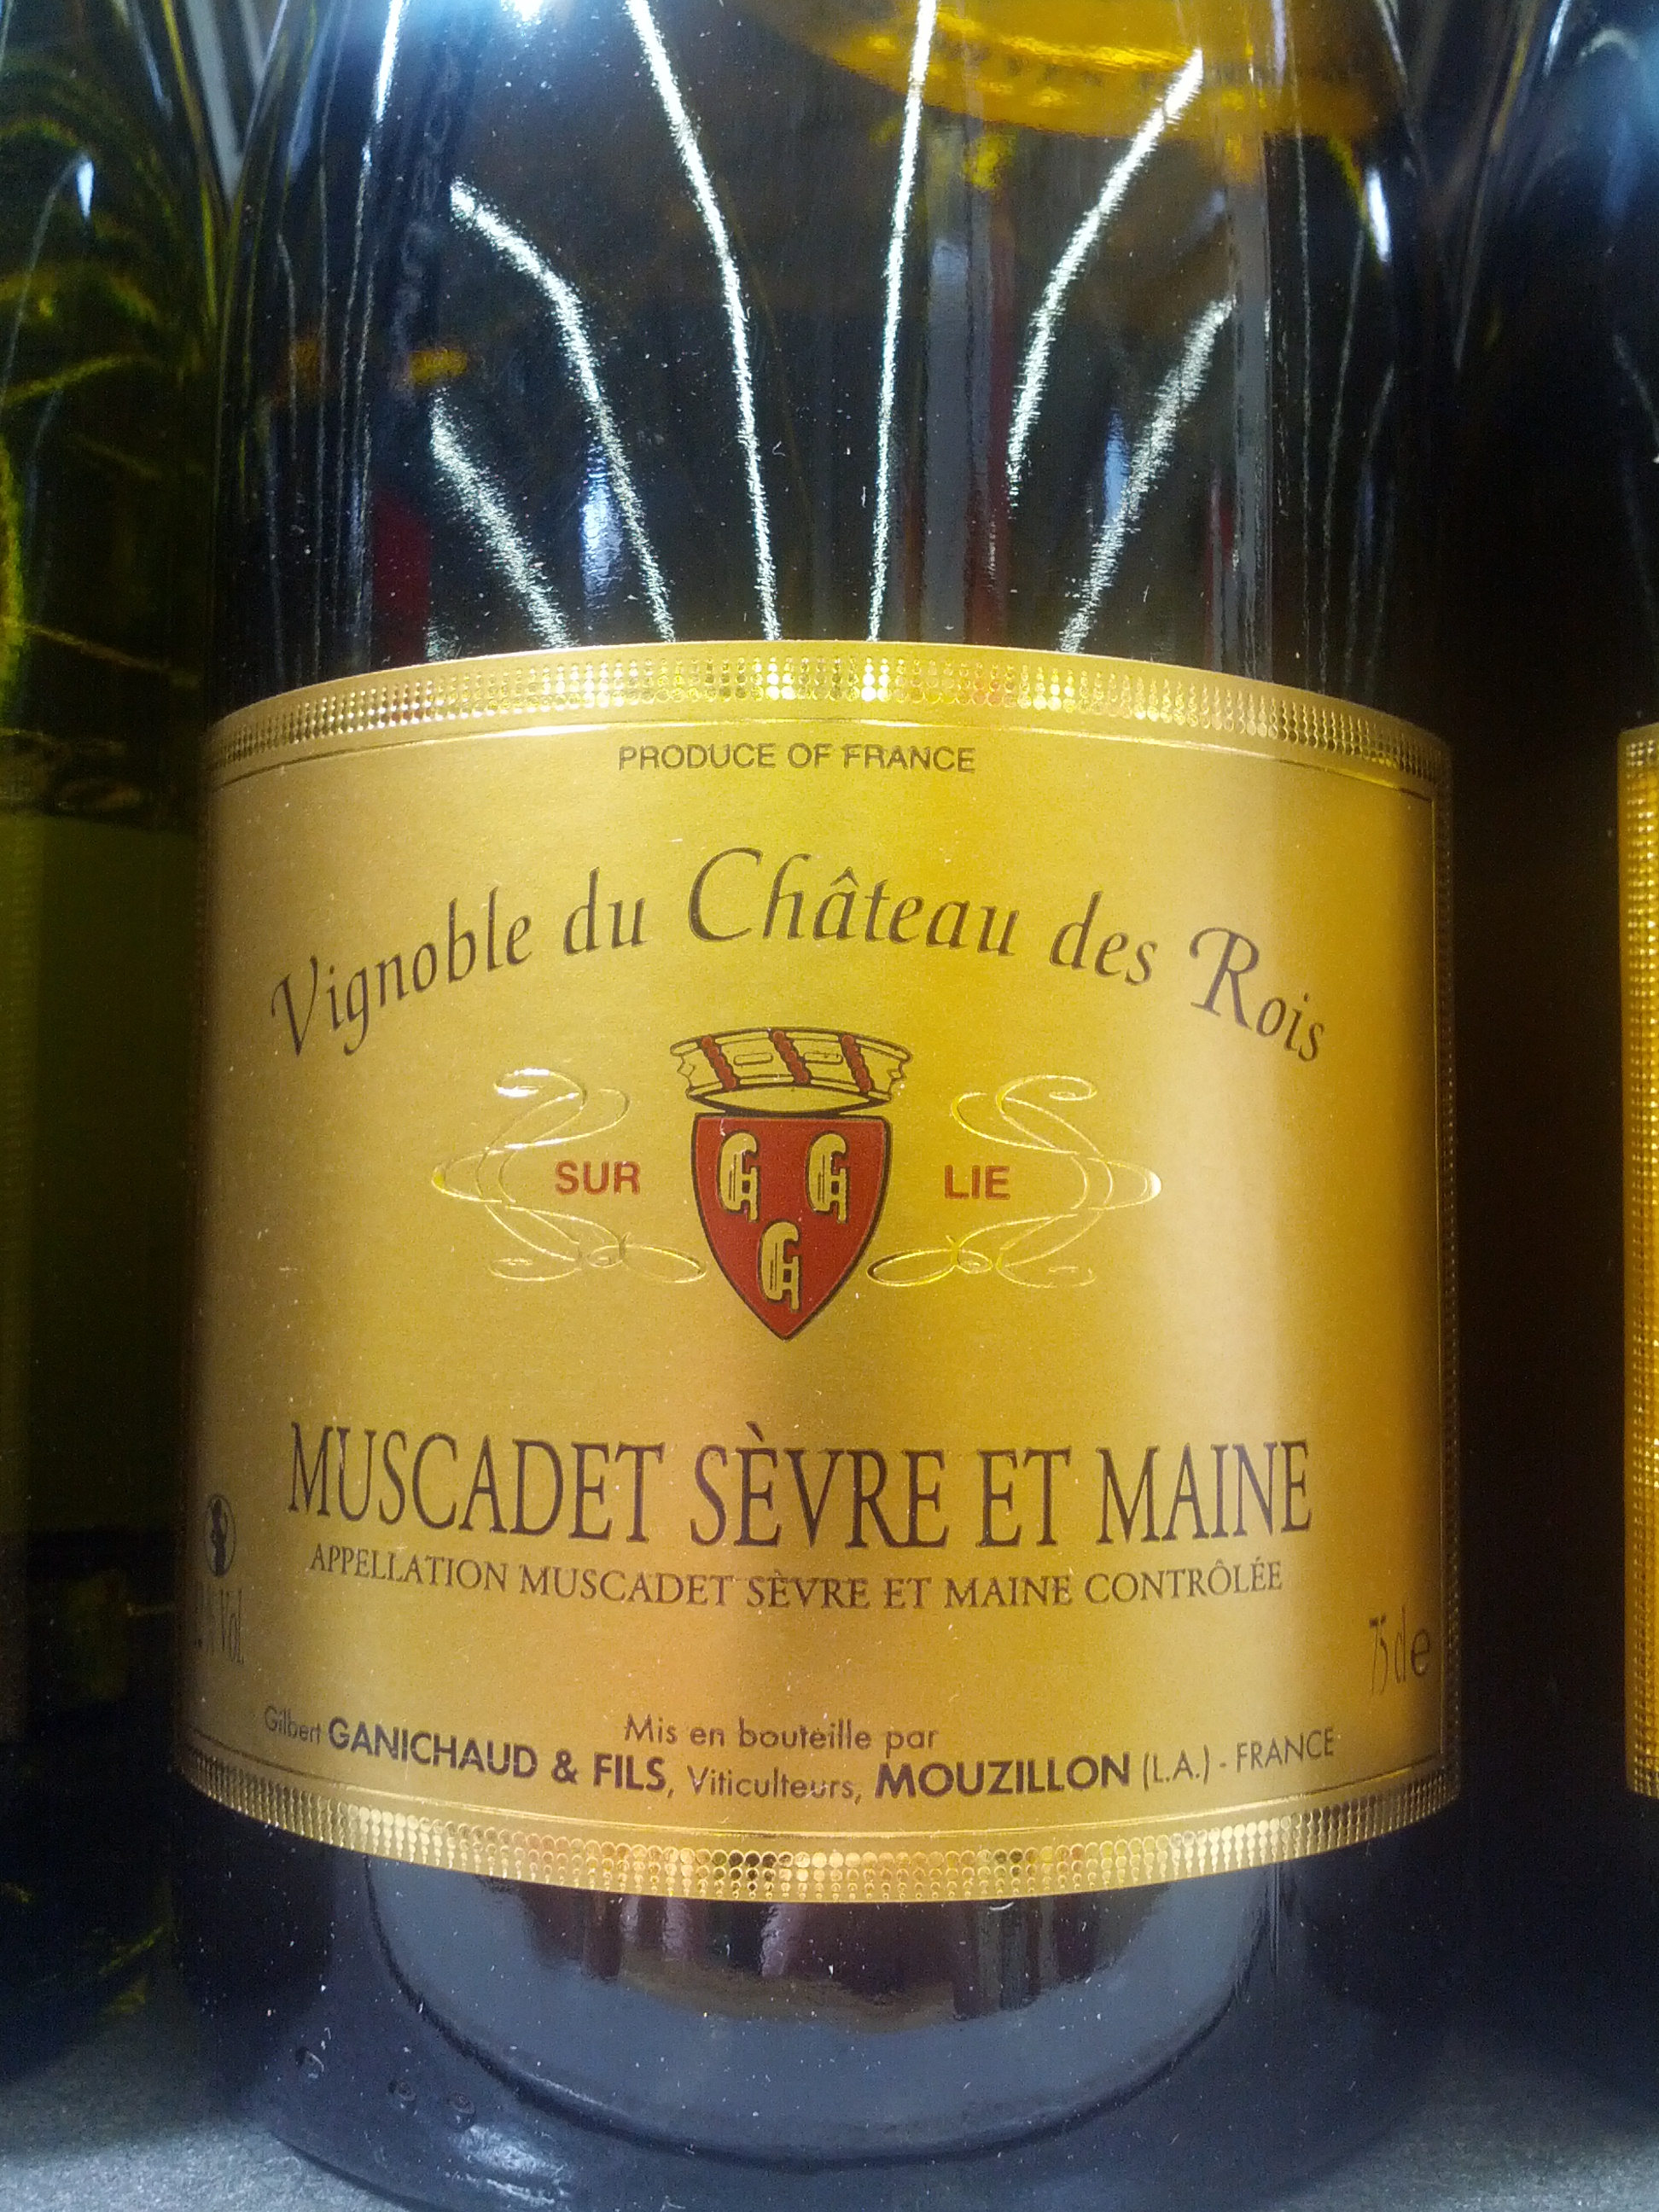 PRODUCE OF FRANCE
Vignoble du Château des Rois
SUR LIE
MUSCADET SÈVRE ET MAINE
APPELLATION MUSCADET SÈVRE ET MAINE CONTRÔLÉE
Vol.
75 cl e
Mis en bouteille par
Gilbert GANICHAUD & FILS, Viticulteurs, MOUZILLON (L.A.) - FRANCE